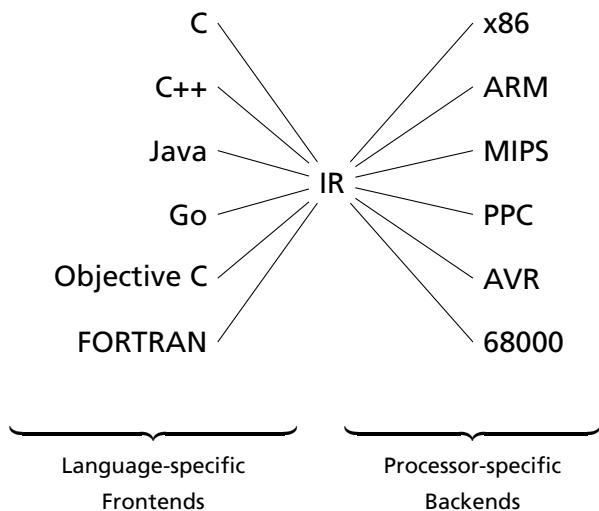 C
C++
Java
Go
Objective C
FORTRAN
IR
x86
ARM
MIPS
PPC
AVR
68000
Language-specific
Frontends
Processor-specific
Backends